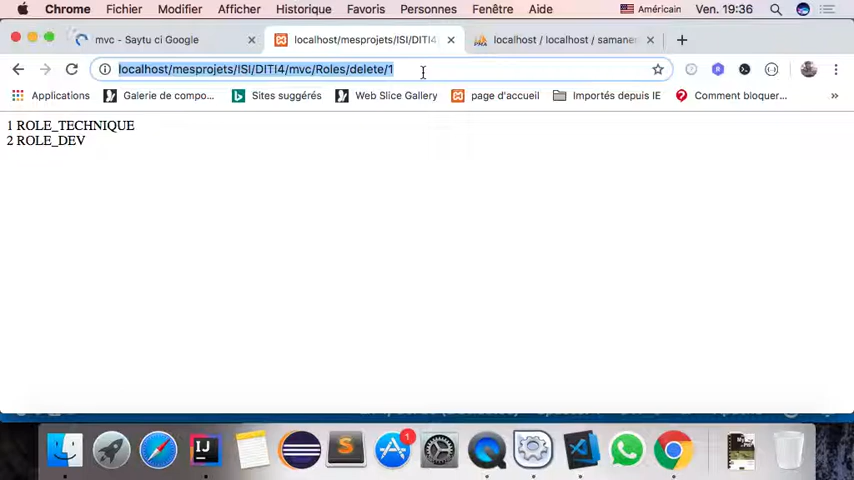 Chrome Fichier Modifier Afficher Historique Favoris Personnes Fenêtre Aide Américain Ven. 19:36
mvc - Saytu ci Google localhost/mesprojets/ISI/DITI4 localhost / localhost / samane
localhost/mesprojets/ISI/DITI4/mvc/Roles/delete/1
Applications Galerie de compo... Sites suggérés Web Slice Gallery page d'accueil Importés depuis IE Comment bloquer...
1 ROLE_TECHNIQUE
2 ROLE_DEV
1